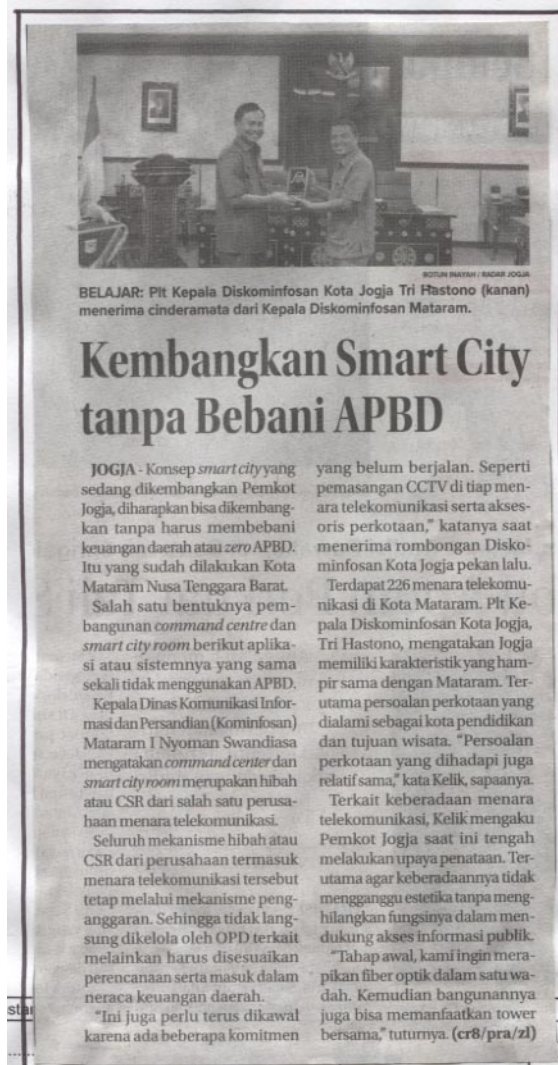 BOTUM INAYAH / RADAR JOGJA
BELAJAR: Plt Kepala Diskominfosan Kota Jogja Tri Hastono (kanan)
menerima cinderamata dari Kepala Diskominfosan Mataram.
Kembangkan Smart City
tanpa Bebani APBD
JOGJA - Konsep smart city yang
sedang dikembangkan Pemkot
Jogja, diharapkan bisa dikembang-
kan tanpa harus membebani
keuangan daerah atau zero APBD.
Itu yang sudah dilakukan Kota
Mataram Nusa Tenggara Barat.
Salah satu bentuknya pem-
bangunan command centre dan
smart city room berikut aplika-
si atau sistemnya yang sama
sekali tidak menggunakan APBD.
Kepala Dinas Komunikasi Infor-
masi dan Persandian (Kominfosan)
Mataram I Nyoman Swandiasa
mengatakan command center dan
smart city room merupakan hibah
atau CSR dari salah satu perusa-
haan menara telekomunikasi.
Seluruh mekanisme hibah atau
CSR dari perusahaan termasuk
menara telekomunikasi tersebut
tetap melalui mekanisme peng-
anggaran. Sehingga tidak lang-
sung dikelola oleh OPD terkait
melainkan harus disesuaikan
perencanaan serta masuk dalam
neraca keuangan daerah.
"Ini juga perlu terus dikawal
karena ada beberapa komitmen
yang belum berjalan. Seperti
pemasangan CCTV di tiap men-
ara telekomunikasi serta akses-
oris perkotaan," katanya saat
menerima rombongan Disko-
minfosan Kota Jogja pekan lalu.
Terdapat 226 menara telekomu-
nikasi di Kota Mataram. Plt Ke-
pala Diskominfosan Kota Jogja,
Tri Hastono, mengatakan Jogja
memiliki karakteristik yang ham-
pir sama dengan Mataram. Ter-
utama persoalan perkotaan yang
dialami sebagai kota pendidikan
dan tujuan wisata. "Persoalan
perkotaan yang dihadapi juga
relatif sama," kata Kelik, sapaanya.
Terkait keberadaan menara
telekomunikasi, Kelik mengaku
Pemkot Jogja saat ini tengah
melakukan upaya penataan. Ter-
utama agar keberadaannya tidak
mengganggu estetika tanpa meng-
hilangkan fungsinya dalam men-
dukung akses informasi publik.
"Tahap awal, kami ingin mera-
pikan fiber optik dalam satu wa-
dah. Kemudian bangunannya
juga bisa memanfaatkan tower
bersama," tuturnya. (cr8/pra/zl)